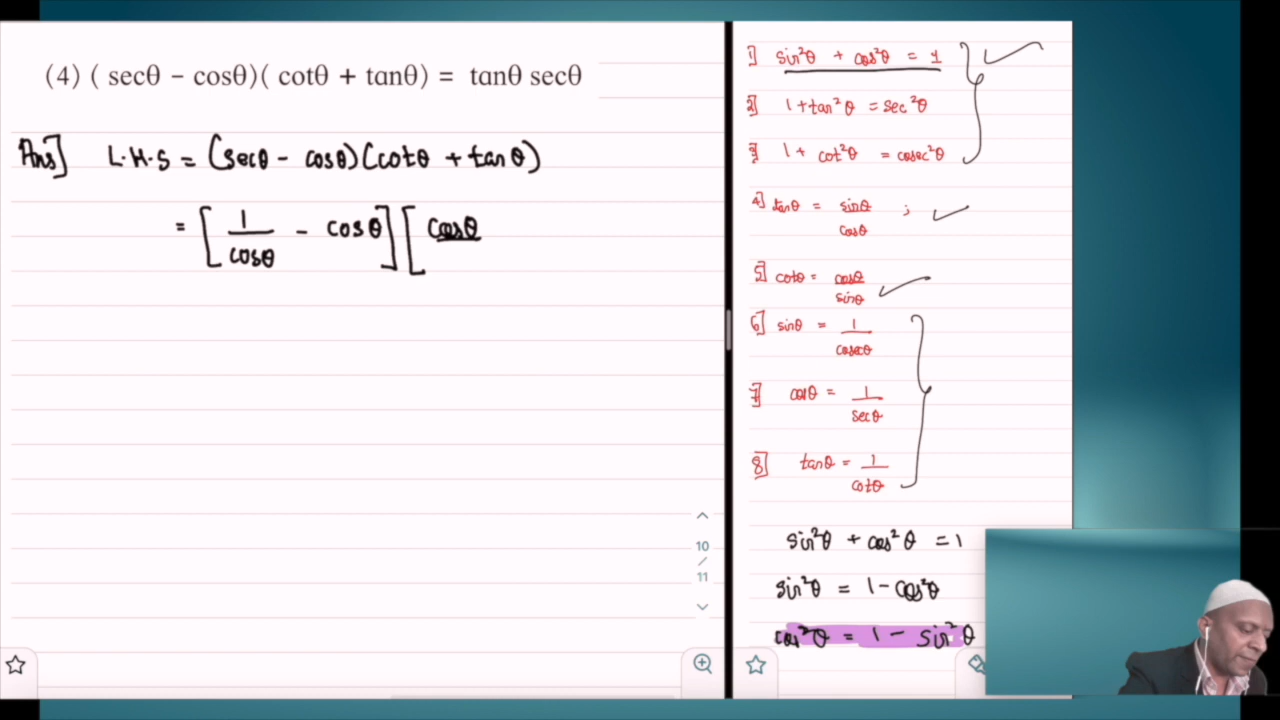 (4) ( secθ − cosθ)( cotθ + tanθ) = tanθ secθ
Ans] L.H.S = (secθ − cosθ)(cotθ + tanθ)
= [ 1/cosθ − cosθ ] [ cosθ
10
/
11
1] sin²θ + cos²θ = 1
2] 1+tan²θ = sec²θ
3] 1 + cot²θ = cosec²θ
4] tanθ = sinθ/cosθ ;
5] cotθ = cosθ/sinθ
6] sinθ = 1/cosecθ
7] cosθ = 1/secθ
8] tanθ = 1/cotθ
sin²θ + cos²θ = 1
sin²θ = 1 − cos²θ
cos²θ = 1 − sin²θ